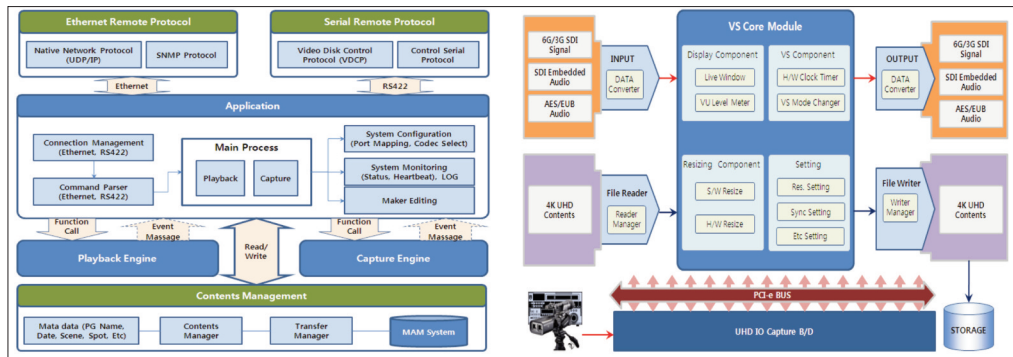 Ethernet Remote Protocol
Native Network Protocol
(UDP/IP)
SNMP Protocol
Serial Remote Protocol
Video Disk Control
Protocol (VDCP)
Control Serial
Protocol
Ethernet
RS422
Application
Connection Management
(Ethernet, RS422)
Command Parser
(Ethernet, RS422)
Main Process
Playback
Capture
System Configuration
(Port Mapping, Codec Select)
System Monitoring
(Status, Heartbeat), LOG
Maker Editing
Function
Call
Event
Massage
Read/
Write
Function
Call
Event
Massage
Playback Engine
Capture Engine
Contents Management
Mata data (PG Name,
Date, Scene, Spot, Etc)
Contents
Manager
Transfer
Manager
MAM System
6G/3G SDI
Signal
SDI Embedded
Audio
AES/EUB
Audio
INPUT
DATA
Converter
VS Core Module
Display Component
Live Window
VU Level Meter
VS Component
H/W Clock Timer
VS Mode Changer
OUTPUT
DATA
Converter
6G/3G SDI
Signal
SDI Embedded
Audio
AES/EUB
Audio
4K UHD
Contents
File Reader
Reader
Manager
Resizing Component
S/W Resize
H/W Resize
Setting
Res. Setting
Sync Setting
Etc Setting
File Writer
Writer
Manager
4K UHD
Contents
PCI-e BUS
UHD IO Capture B/D
STORAGE